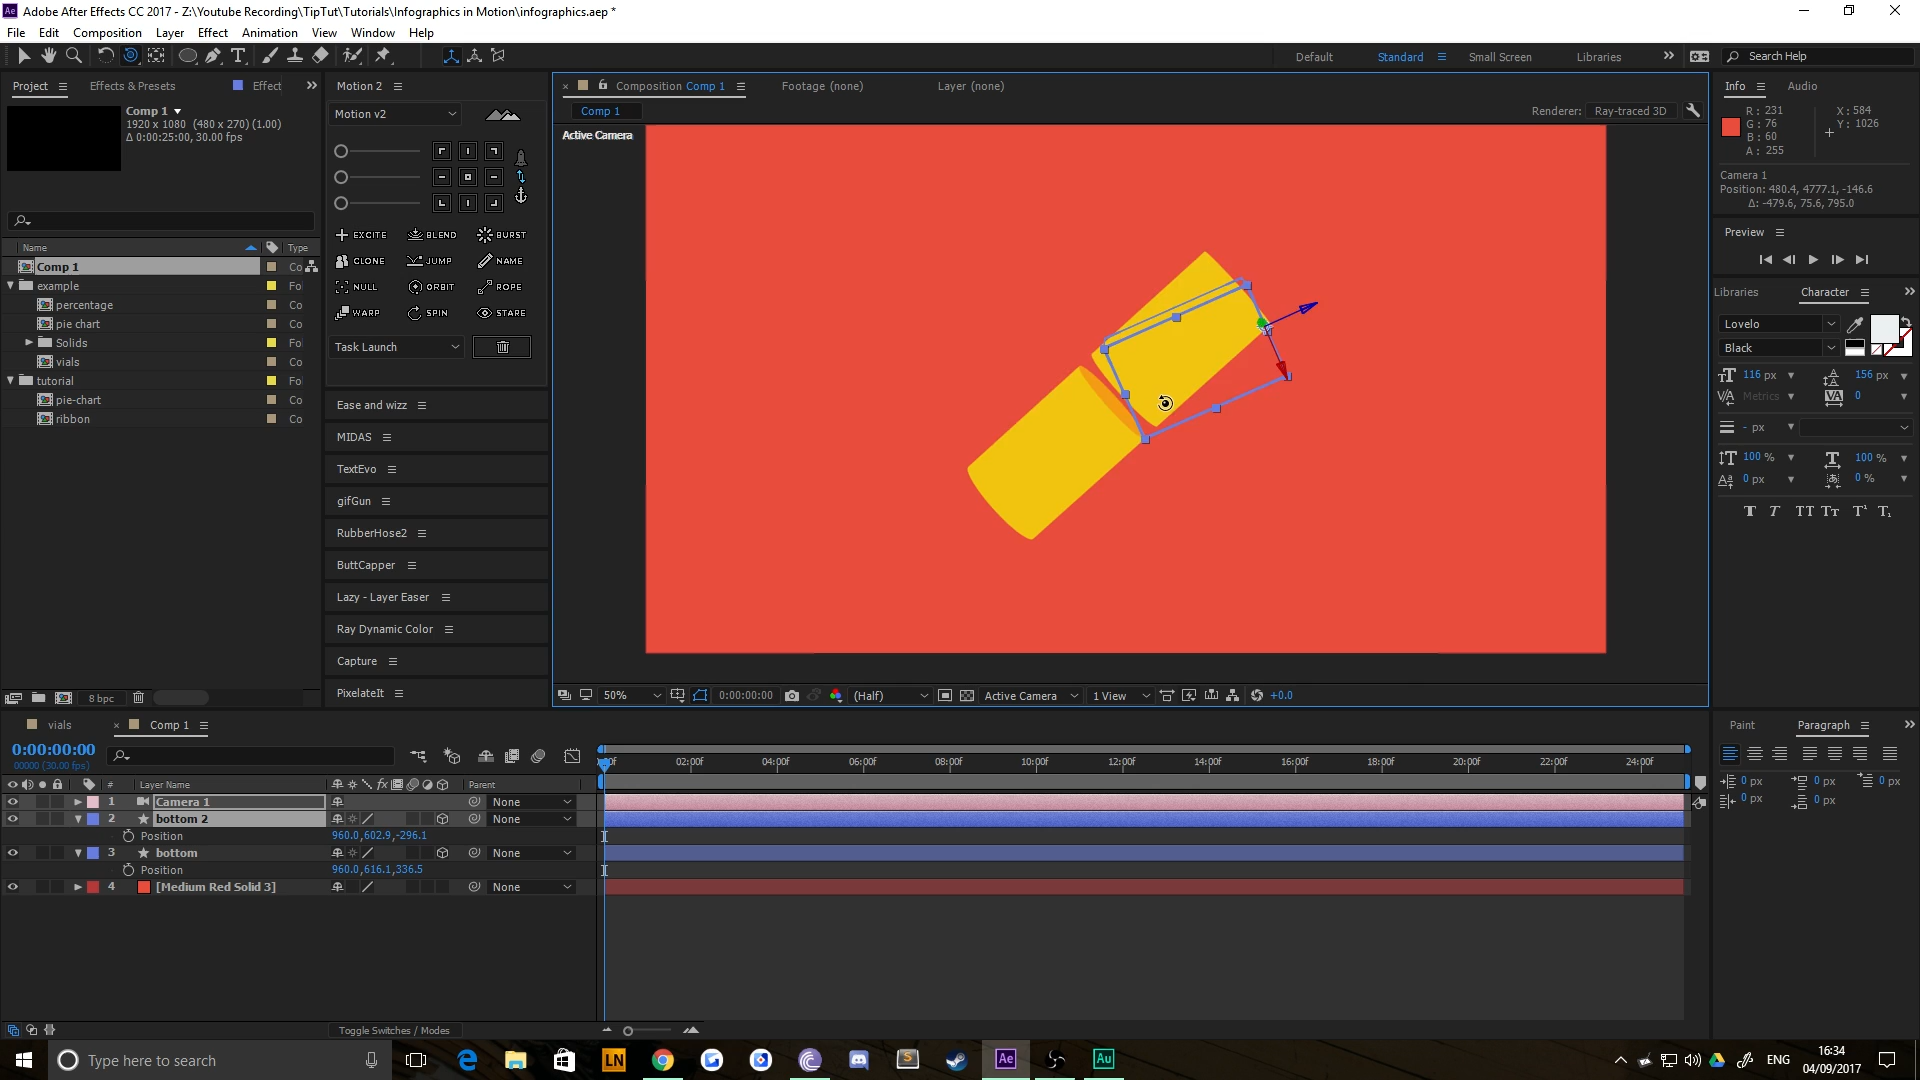 Adobe After Effects CC 2017 - Z:\Youtube Recording\TipTut\Tutorials\Infographics in Motion\infographics.aep *
File Edit Composition Layer Effect Animation View Window Help
Default Standard Small Screen Libraries Search Help
Project Effects & Presets Effect
Comp 1
1920 x 1080 (480 x 270) (1.00)
Δ 0:00:25:00, 30.00 fps
Name Type
Comp 1 Co
example Fo
percentage Co
pie chart Co
Solids Fo
vials Co
tutorial Fo
pie-chart Co
ribbon Co
8 bpc
Motion 2
Motion v2
EXCITE BLEND BURST
CLONE JUMP NAME
NULL ORBIT ROPE
WARP SPIN STARE
Task Launch
Ease and wizz
MIDAS
TextEvo
gifGun
RubberHose2
ButtCapper
Lazy - Layer Easer
Ray Dynamic Color
Capture
PixelateIt
Composition Comp 1 Footage (none) Layer (none)
Comp 1 Renderer: Ray-traced 3D
Active Camera
50% 0:00:00:00 (Half) Active Camera 1 View +0.0
Info Audio
R: 231 X: 584
G: 76 Y: 1026
B: 60
A: 255
Camera 1
Position: 480.4, 4777.1, -146.6
Δ: -479.6, 75.6, 795.0
Preview
Libraries Character
Lovelo
Black
116 px 156 px
Metrics 0
- px
100 % 100 %
0 px 0 %
Paint Paragraph
0 px 0 px 0 px
0 px 0 px
vials Comp 1
0:00:00:00
00000 (30.00 fps)
# Layer Name Parent
1 Camera 1 None
2 bottom 2 None
Position 960.0,602.9,-296.1
3 bottom None
Position 960.0,616.1,336.5
4 [Medium Red Solid 3] None
02:00f 04:00f 06:00f 08:00f 10:00f 12:00f 14:00f 16:00f 18:00f 20:00f 22:00f 24:00f
Toggle Switches / Modes
Type here to search
LN
Ae
Au
ENG
16:34
04/09/2017